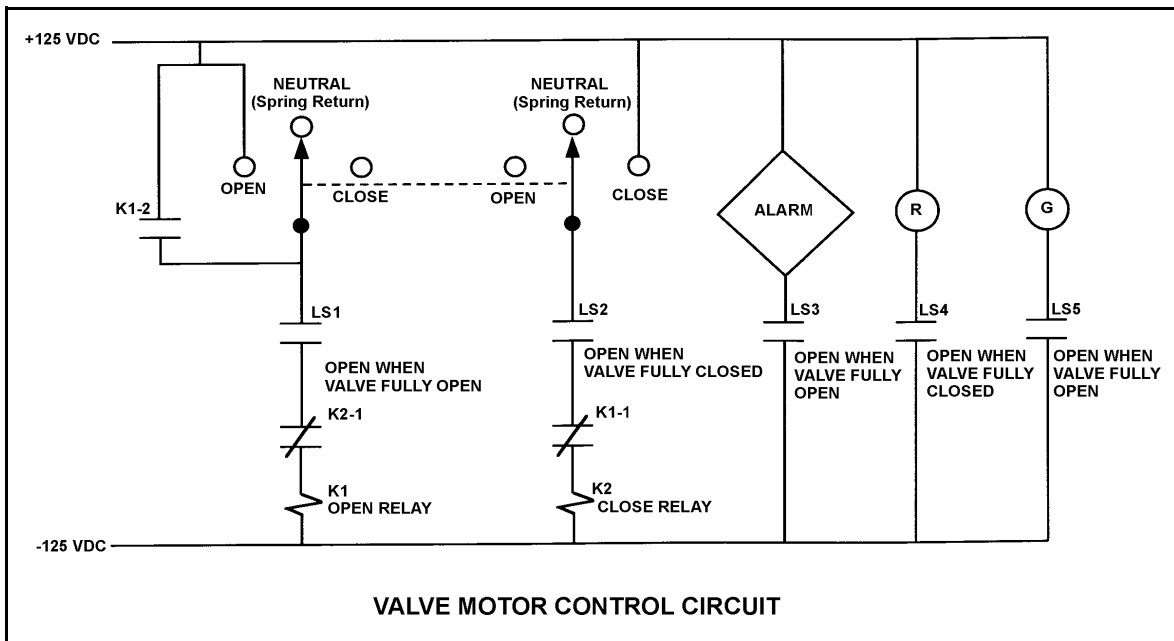 +125 VDC
NEUTRAL
(Spring Return)
NEUTRAL
(Spring Return)
OPEN
CLOSE
OPEN
CLOSE
K1-2
ALARM
R
G
LS1
LS2
LS3
LS4
LS5
OPEN WHEN
VALVE FULLY OPEN
OPEN WHEN
VALVE FULLY CLOSED
OPEN WHEN
VALVE FULLY
OPEN
OPEN WHEN
VALVE FULLY
CLOSED
OPEN WHEN
VALVE FULLY
OPEN
K2-1
K1-1
K1
OPEN RELAY
K2
CLOSE RELAY
-125 VDC
VALVE MOTOR CONTROL CIRCUIT